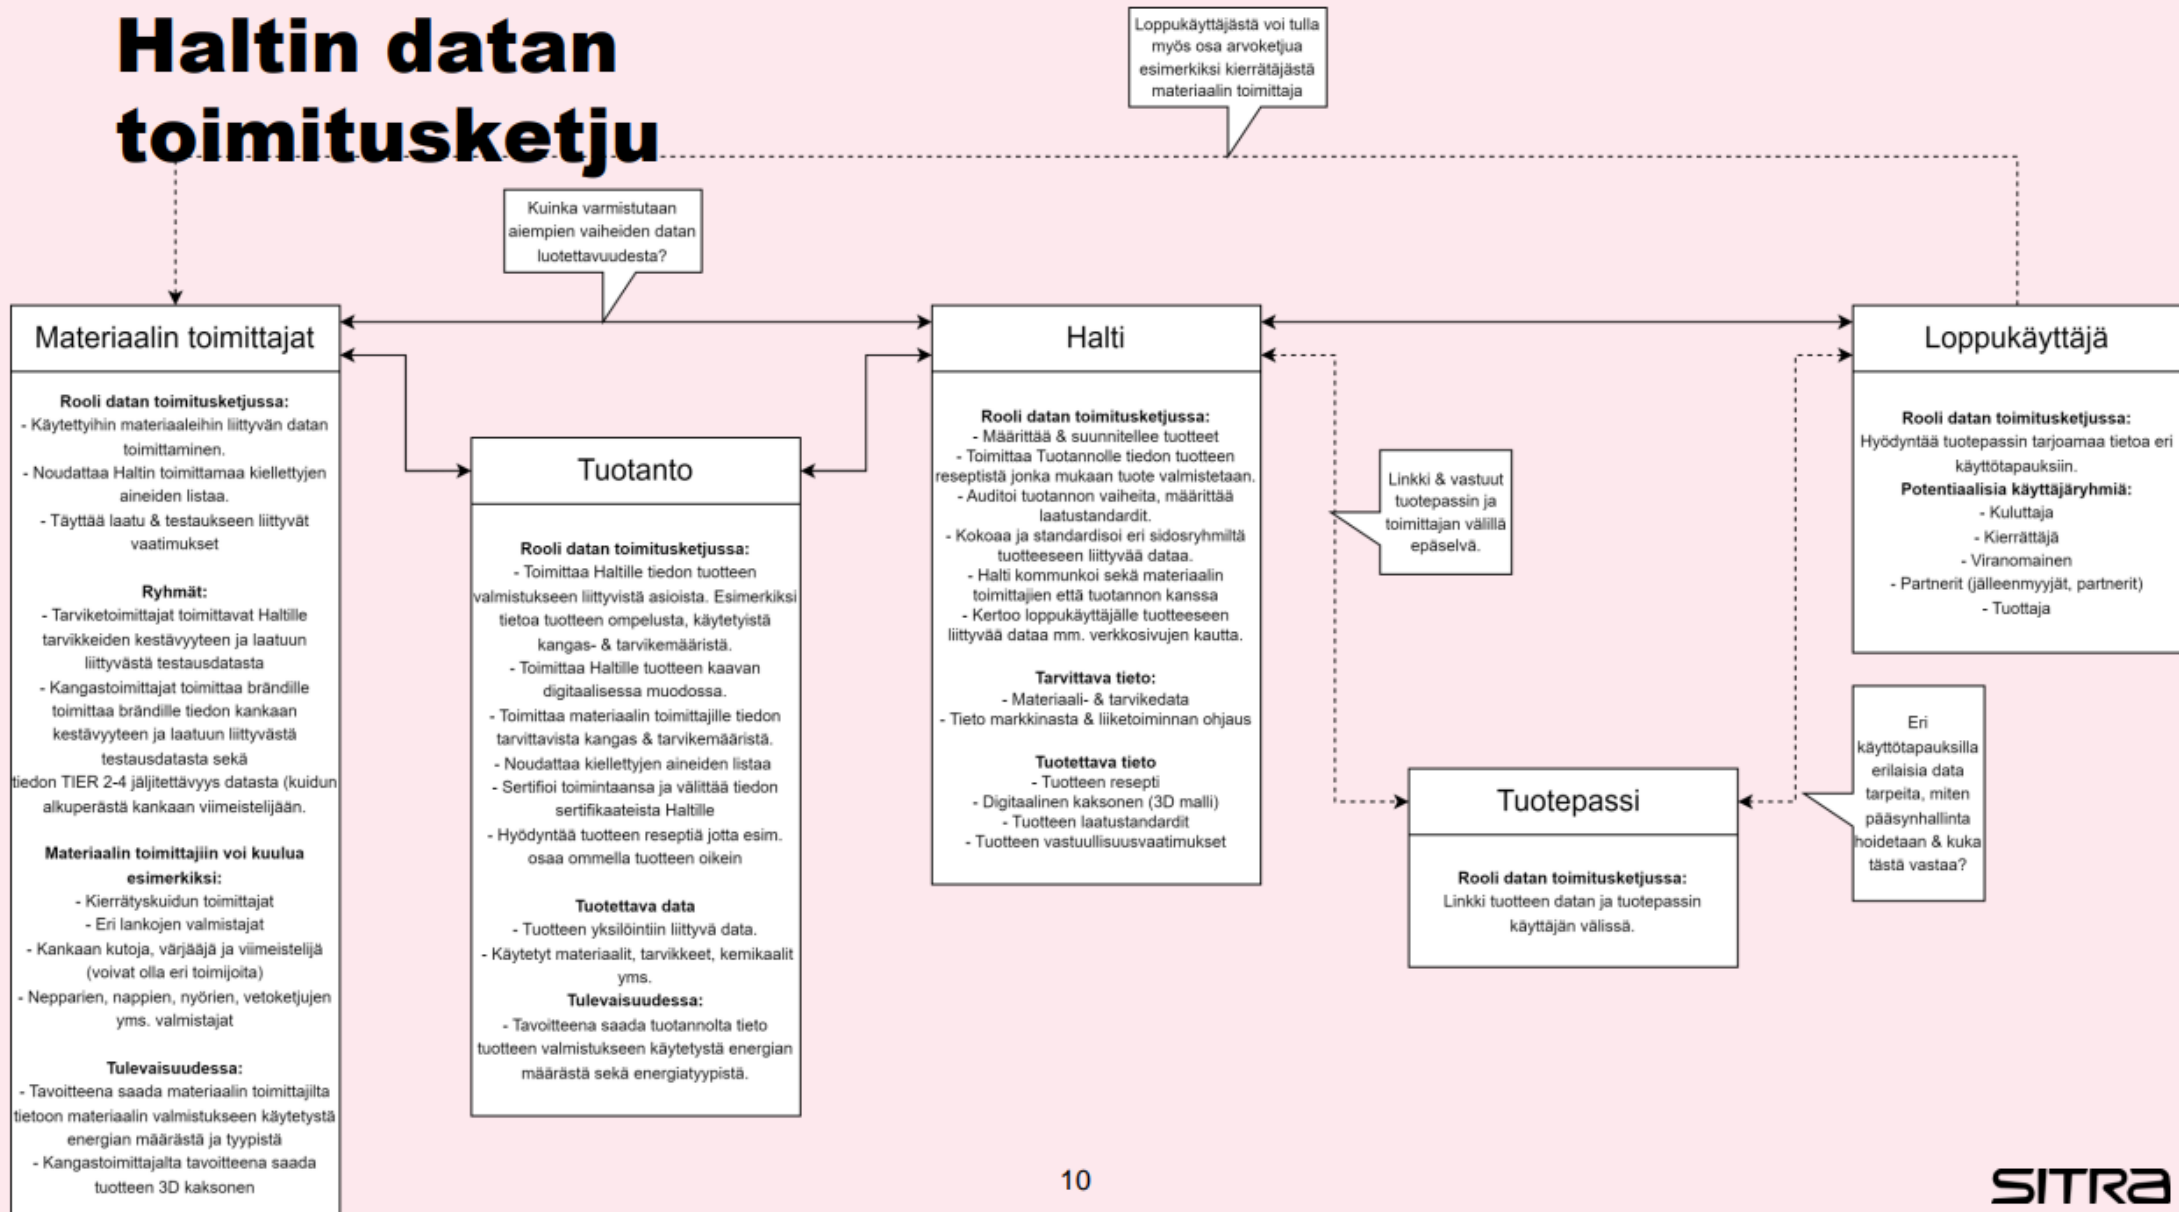 Haltin datan
toimitusketju
Loppukäyttäjästä voi tulla
myös osa arvoketjua
esimerkiksi kierrätäjästä
materiaalin toimittaja
Kuinka varmistutaan
aiempien vaiheiden datan
luotettavuudesta?
Materiaalin toimittajat
Rooli datan toimitusketjussa:
- Käytettyihin materiaaleihin liittyvän datan
toimittaminen.
- Noudattaa Haltin toimittamaa kiellettyjen
aineiden listaa.
- Täyttää laatu & testaukseen liittyvät
vaatimukset
Ryhmät:
- Tarviketoimittajat toimittavat Haltille
tarvikkeiden kestävyyteen ja laatuun
liittyvästä testausdatasta
- Kangastoimittajat toimittaa brändille
toimittaa brändille tiedon kankaan
kestävyyteen ja laatuun liittyvästä
testausdatasta sekä
tiedon TIER 2-4 jäljitettävyys datasta (kuidun
alkuperästä kankaan viimeistelijään.
Materiaalin toimittajiin voi kuulua
esimerkiksi:
- Kierrätyskuidun toimittajat
- Eri lankojen valmistajat
- Kankaan kutoja, värjääjä ja viimeistelijä
(voivat olla eri toimijoita)
- Nepparien, nappien, nyörien, vetoketjujen
yms. valmistajat
Tulevaisuudessa:
- Tavoitteena saada materiaalin toimittajilta
tietoon materiaalin valmistukseen käytetystä
energian määrästä ja tyypistä
- Kangastoimittajalta tavoitteena saada
tuotteen 3D kaksonen
Tuotanto
Rooli datan toimitusketjussa:
- Toimittaa Haltille tiedon tuotteen
valmistukseen liittyvistä asioista. Esimerkiksi
tietoa tuotteen ompelusta, käytetyistä
kangas- & tarvikemääristä.
- Toimittaa Haltille tuotteen kaavan
digitaalisessa muodossa.
- Toimittaa materiaalin toimittajille tiedon
tarvittavista kangas & tarvikemääristä.
- Noudattaa kiellettyjen aineiden listaa
- Sertifioi toimintaansa ja välittää tiedon
sertifikaateista Haltille
- Hyödyntää tuotteen reseptiä jotta esim.
osaa ommella tuotteen oikein
Tuotettava data
- Tuotteen yksilöintiin liittyvä data.
- Käytetyt materiaalit, tarvikkeet, kemikaalit
yms.
Tulevaisuudessa:
- Tavoitteena saada tuotannolta tieto
tuotteen valmistukseen käytetystä energian
määrästä sekä energiatyypistä.
Halti
Rooli datan toimitusketjussa:
- Määrittää & suunnitellee tuotteet
- Toimittaa Tuotannolle tiedon tuotteen
reseptistä jonka mukaan tuote valmistetaan.
- Auditoi tuotannon vaiheita, määrittää
laatustandardit.
- Kokoaa ja standardisoi eri sidosryhmiltä
tuotteeseen liittyvää dataa.
- Halti kommunkoi sekä materiaalin
toimittajien että tuotannon kanssa
- Kertoo loppukäyttäjälle tuotteeseen
liittyvää dataa mm. verkkosivujen kautta.
Tarvittava tieto:
- Materiaali- & tarvikedata
- Tieto markkinasta & liiketoiminnan ohjaus
Tuotettava tieto
- Tuotteen resepti
- Digitaalinen kaksonen (3D malli)
- Tuotteen laatustandardit
- Tuotteen vastuullisuusvaatimukset
Linkki & vastuut
tuotepassin ja
toimittajan välillä
epäselvä.
Tuotepassi
Rooli datan toimitusketjussa:
Linkki tuotteen datan ja tuotepassin
käyttäjän välissä.
Loppukäyttäjä
Rooli datan toimitusketjussa:
Hyödyntää tuotepassin tarjoamaa tietoa eri
käyttötapauksiin.
Potentiaalisia käyttäjäryhmiä:
- Kuluttaja
- Kierrättäjä
- Viranomainen
- Partnerit (jälleenmyyjät, partnerit)
- Tuottaja
Eri
käyttötapauksilla
erilaisia data
tarpeita, miten
pääsynhallinta
hoidetaan & kuka
tästä vastaa?
10
SITRA